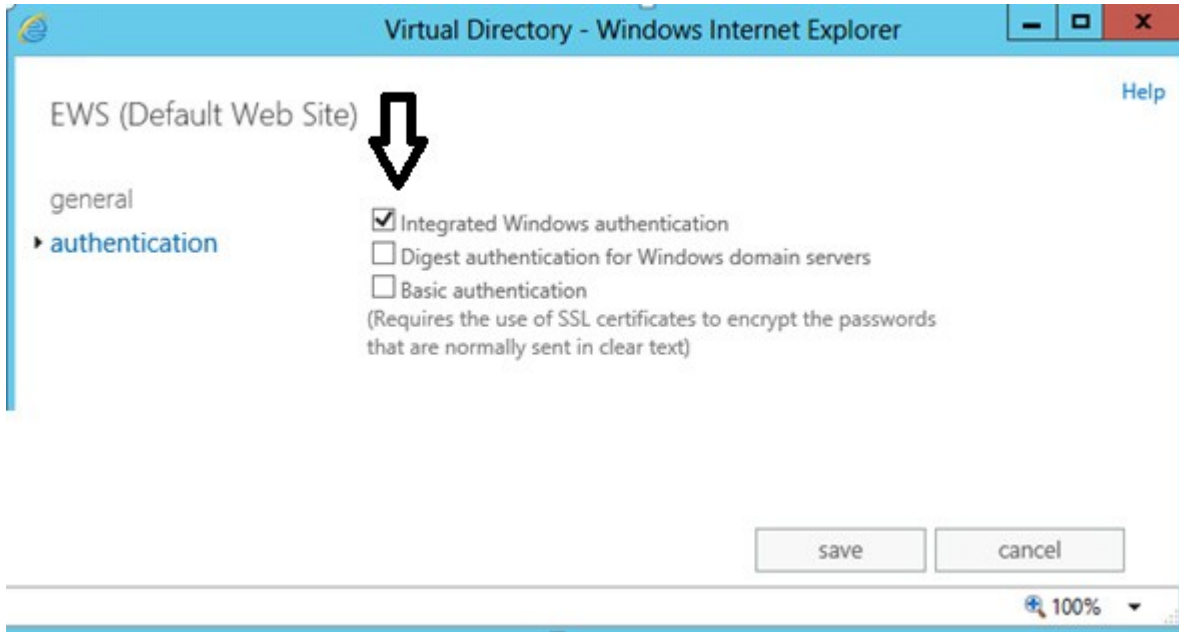 Virtual Directory - Windows Internet Explorer
Help
EWS (Default Web Site)
general
authentication
Integrated Windows authentication
Digest authentication for Windows domain servers
Basic authentication
(Requires the use of SSL certificates to encrypt the passwords
that are normally sent in clear text)
save
cancel
100%